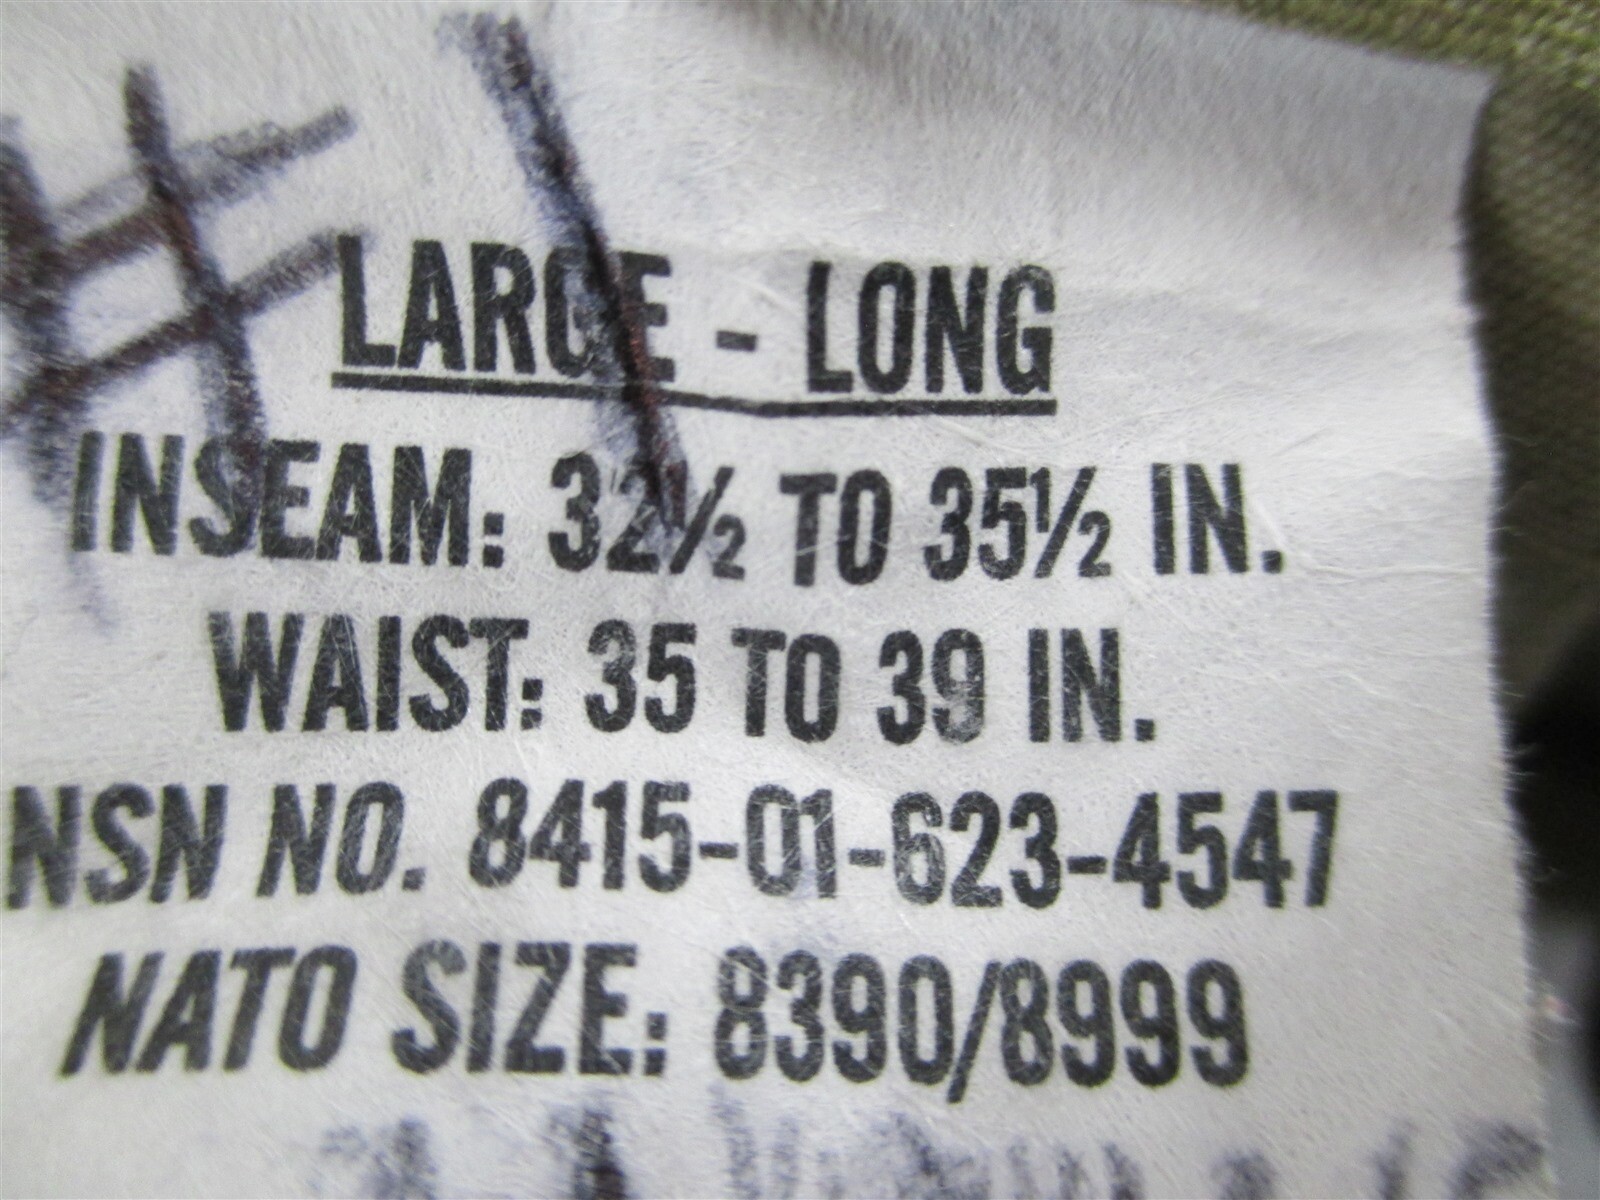 #1
LARGE - LONG
INSEAM: 32½ TO 35½ IN.
WAIST: 35 TO 39 IN.
NSN NO. 8415-01-623-4547
NATO SIZE: 8390/8999